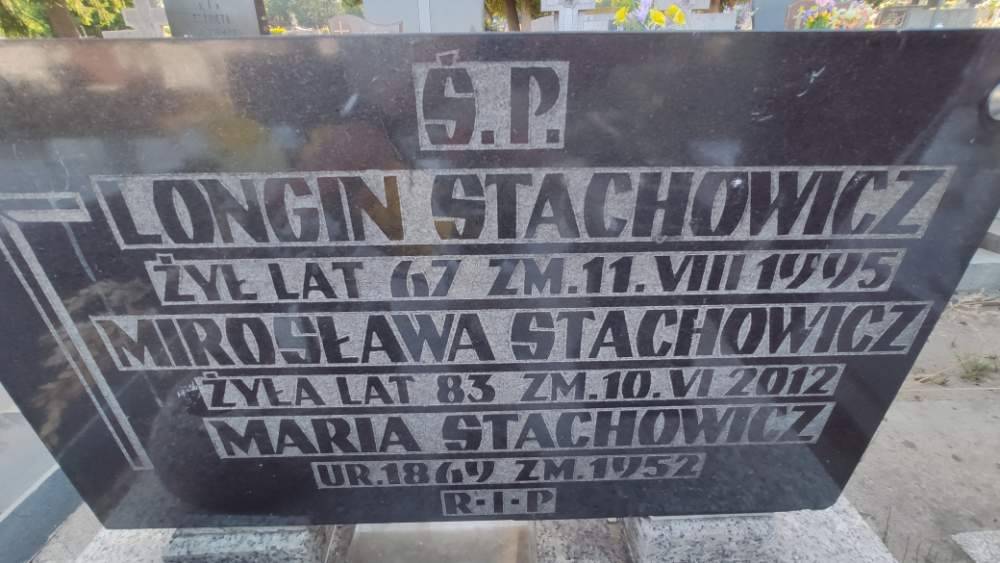 Ś.P.
LONGIN STACHOWICZ
ŻYŁ LAT 67 ZM.11.VIII 1995
MIROSŁAWA STACHOWICZ
ŻYŁA LAT 83 ZM.10.VI 2012
MARIA STACHOWICZ
UR.1869 ZM.1952
R-I-P